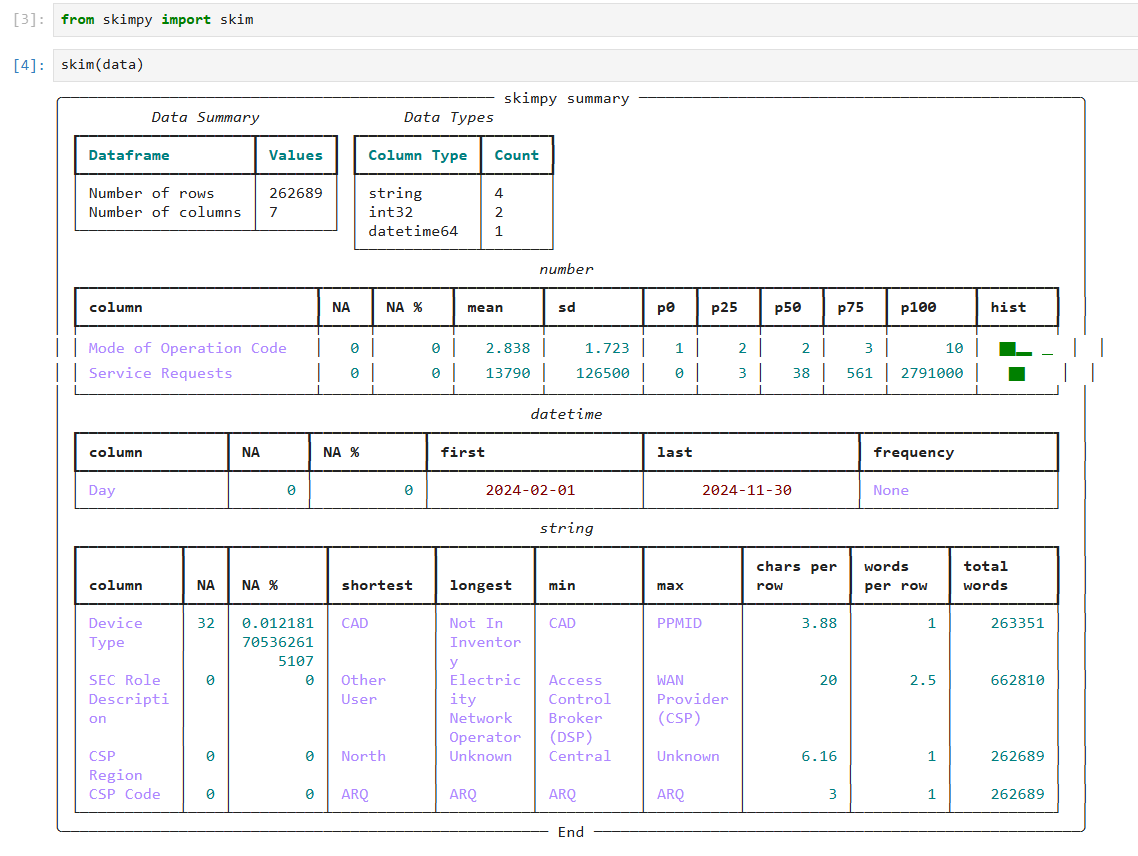 [3]: from skimpy import skim
[4]: skim(data)
skimpy summary
Data Summary Data Types
Dataframe Values Column Type Count
Number of rows 262689 string 4
Number of columns 7 int32 2
datetime64 1
number
column NA NA % mean sd p0 p25 p50 p75 p100 hist
Mode of Operation Code 0 0 2.838 1.723 1 2 2 3 10
Service Requests 0 0 13790 126500 0 3 38 561 2791000
datetime
column NA NA % first last frequency
Day 0 0 2024-02-01 2024-11-30 None
string
chars per words total
column NA NA % shortest longest min max row per row words
Device 32 0.012181 CAD Not In CAD PPMID 3.88 1 263351
Type 70536261 Inventor
5107 y
SEC Role 0 0 Other Electric Access WAN 20 2.5 662810
Descripti User ity Control Provider
on Network Broker (CSP)
Operator (DSP)
CSP 0 0 North Unknown Central Unknown 6.16 1 262689
Region
CSP Code 0 0 ARQ ARQ ARQ ARQ 3 1 262689
End